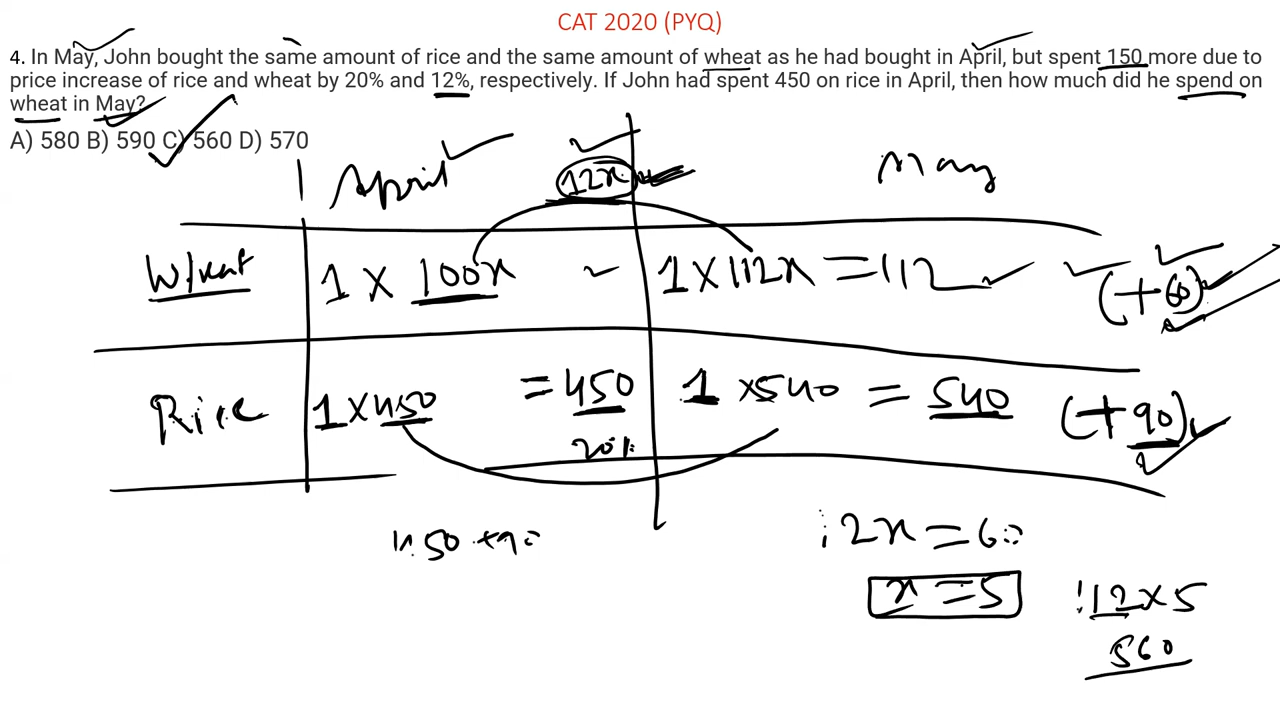 CAT 2020 (PYQ)
4. In May, John bought the same amount of rice and the same amount of wheat as he had bought in April, but spent 150 more due to
price increase of rice and wheat by 20% and 12%, respectively. If John had spent 450 on rice in April, then how much did he spend on
wheat in May?
A) 580 B) 590 C) 560 D) 570
April 12x May
Wheat 1 × 100x 1 × 112x = 112 (+60)
Rice 1 × 450 = 450 1 × 540 = 540 (+90)
20%
450 + 90
12x = 60
x = 5
112 × 5
560